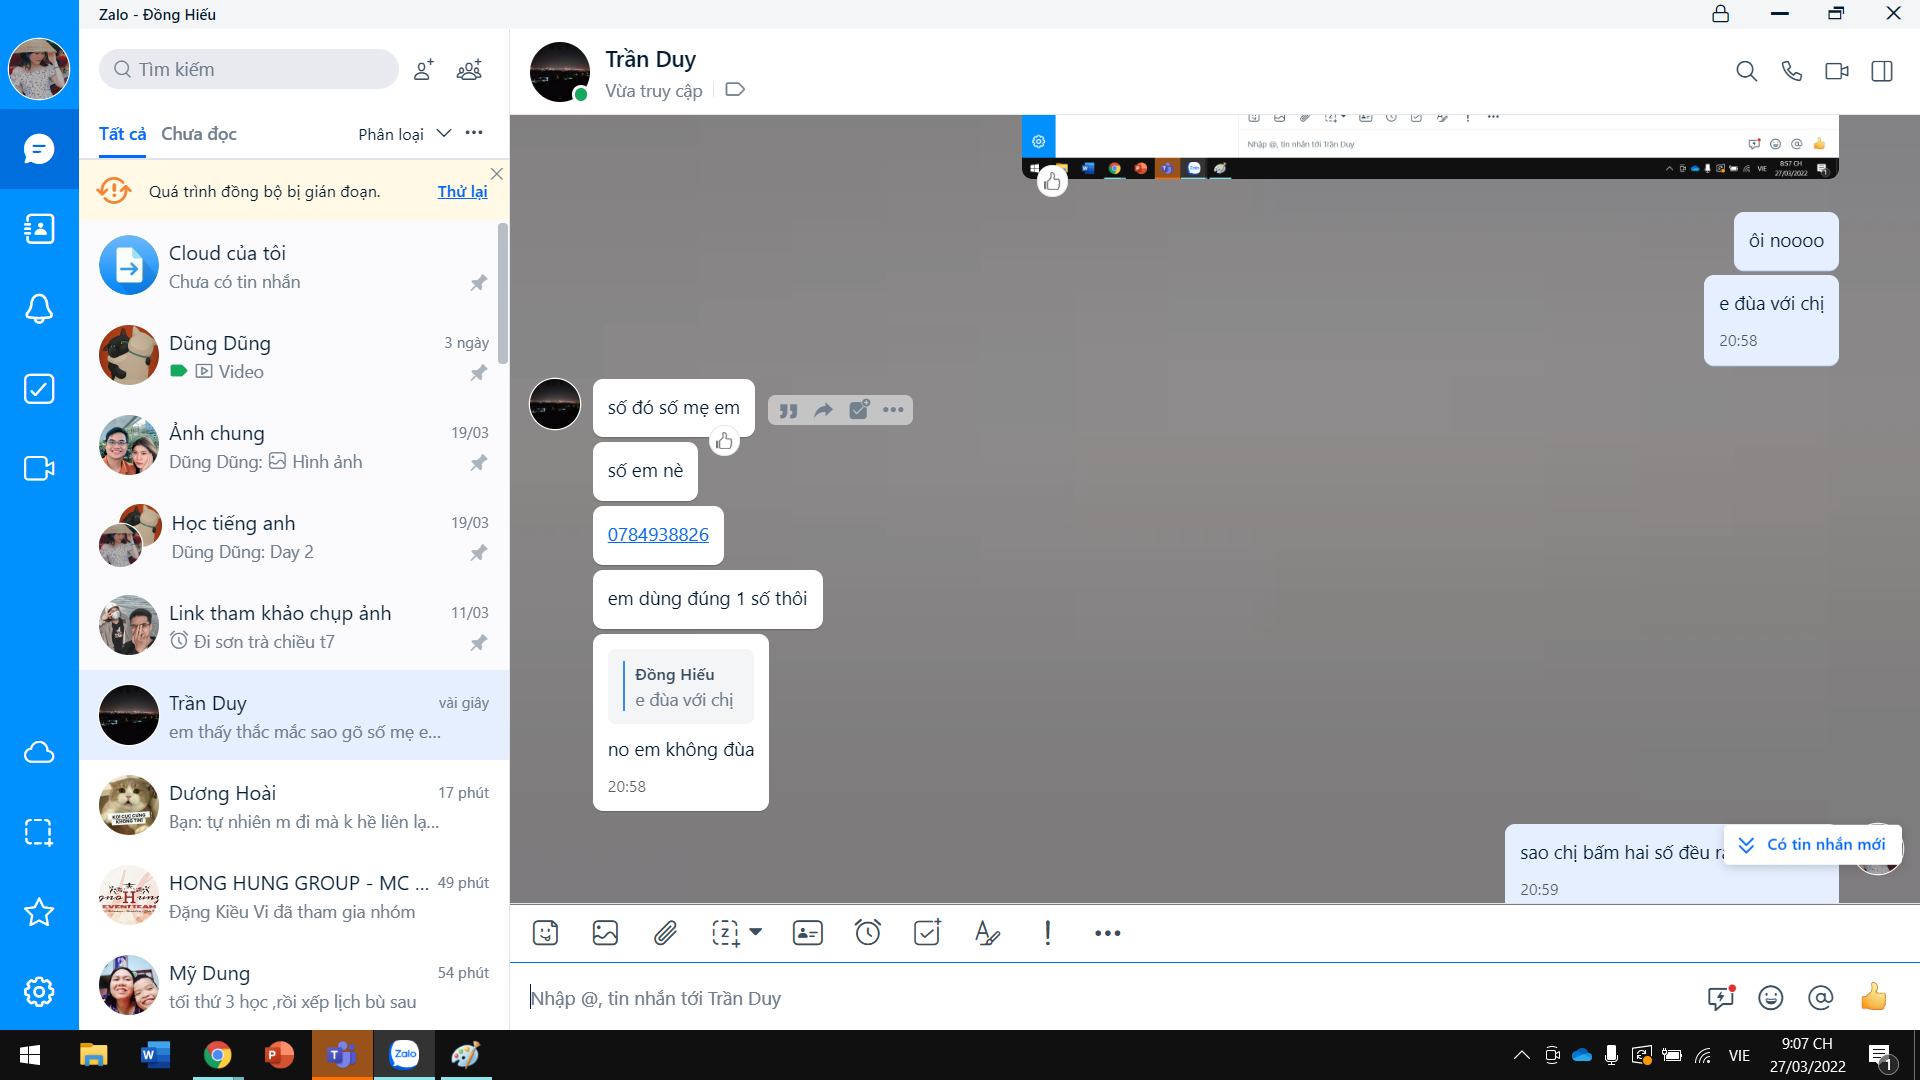 Zalo - Đồng Hiếu
Tìm kiếm
Tất cả Chưa đọc
Phân loại
Quá trình đồng bộ bị gián đoạn. Thử lại
Cloud của tôi
Chưa có tin nhắn
Dũng Dũng 3 ngày
Video
Ảnh chung 19/03
Dũng Dũng: Hình ảnh
Học tiếng anh 19/03
Dũng Dũng: Day 2
Link tham khảo chụp ảnh 11/03
Đi sơn trà chiều t7
Trần Duy vài giây
em thấy thắc mắc sao gõ số mẹ e...
Dương Hoài 17 phút
Bạn: tự nhiên m đi mà k hề liên lạ...
HONG HUNG GROUP - MC ... 49 phút
Đặng Kiều Vi đã tham gia nhóm
Mỹ Dung 54 phút
tối thứ 3 học ,rồi xếp lịch bù sau
Trần Duy
Vừa truy cập
Nhập @, tin nhắn tới Trần Duy
VIE
8:57 CH
27/03/2022
ôi noooo
e đùa với chị
20:58
số đó số mẹ em
số em nè
0784938826
em dùng đúng 1 số thôi
Đồng Hiếu
e đùa với chị
no em không đùa
20:58
sao chị bấm hai số đều
20:59
Có tin nhắn mới
Nhập @, tin nhắn tới Trần Duy
Zalo
VIE
9:07 CH
27/03/2022
1